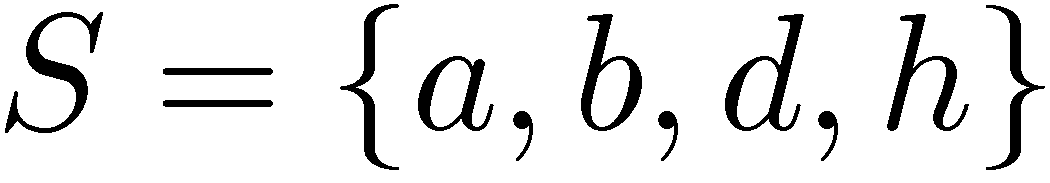 S = {a, b, d, h}